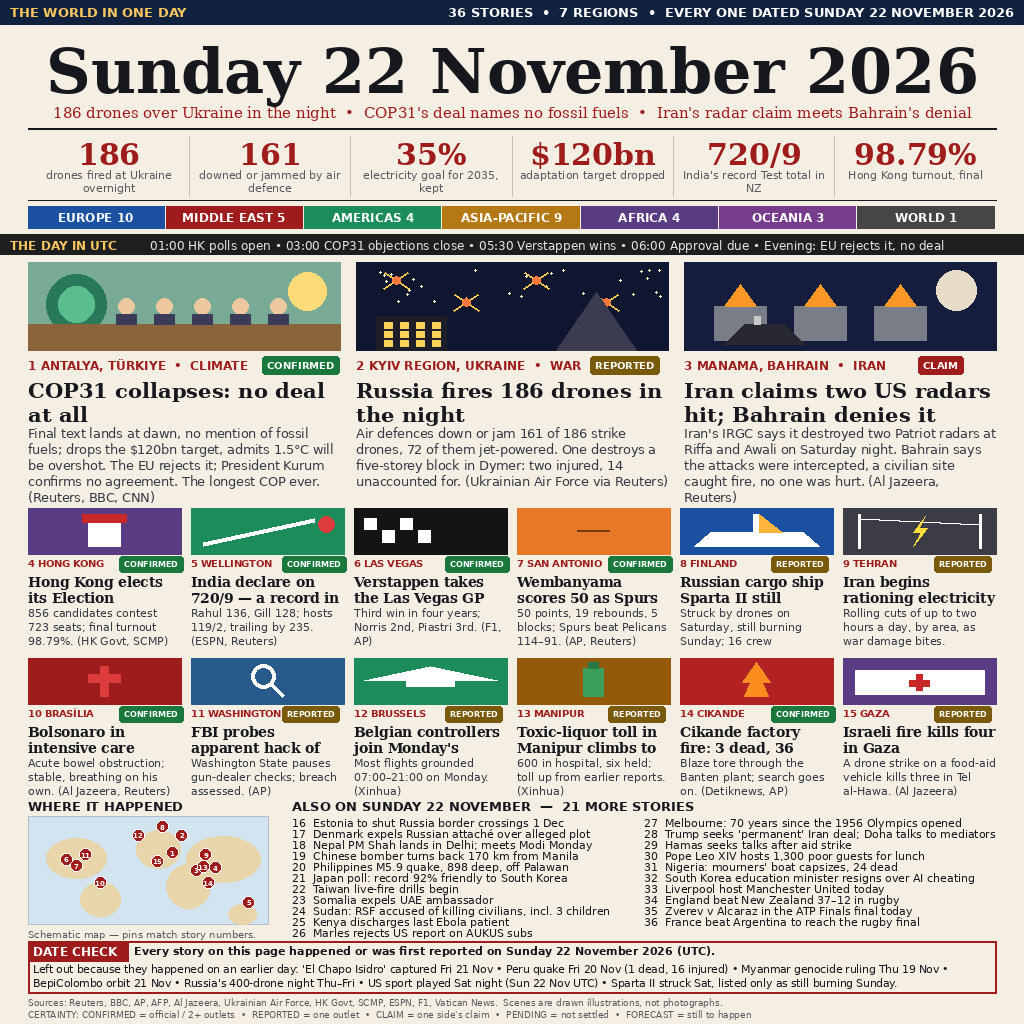 THE WORLD IN ONE DAY
36 STORIES • 7 REGIONS • EVERY ONE DATED SUNDAY 22 NOVEMBER 2026
Sunday 22 November 2026
186 drones over Ukraine in the night • COP31's deal names no fossil fuels • Iran's radar claim meets Bahrain's denial
186
drones fired at Ukraine
overnight
161
downed or jammed by air
defence
35%
electricity goal for 2035,
kept
$120bn
adaptation target dropped
720/9
India's record Test total in
NZ
98.79%
Hong Kong turnout, final
EUROPE 10
MIDDLE EAST 5
AMERICAS 4
ASIA-PACIFIC 9
AFRICA 4
OCEANIA 3
WORLD 1
THE DAY IN UTC
01:00 HK polls open • 03:00 COP31 objections close • 05:30 Verstappen wins • 06:00 Approval due • Evening: EU rejects it, no deal
1 ANTALYA, TÜRKIYE • CLIMATE
CONFIRMED
COP31 collapses: no deal
at all
Final text lands at dawn, no mention of fossil
fuels; drops the $120bn target, admits 1.5°C will
be overshot. The EU rejects it; President Kurum
confirms no agreement. The longest COP ever.
(Reuters, BBC, CNN)
2 KYIV REGION, UKRAINE • WAR
REPORTED
Russia fires 186 drones in
the night
Air defences down or jam 161 of 186 strike
drones, 72 of them jet-powered. One destroys a
five-storey block in Dymer: two injured, 14
unaccounted for. (Ukrainian Air Force via Reuters)
3 MANAMA, BAHRAIN • IRAN
CLAIM
Iran claims two US radars
hit; Bahrain denies it
Iran's IRGC says it destroyed two Patriot radars at
Riffa and Awali on Saturday night. Bahrain says
the attacks were intercepted, a civilian site
caught fire, no one was hurt. (Al Jazeera,
Reuters)
4 HONG KONG
CONFIRMED
Hong Kong elects
its Election
856 candidates contest
723 seats; final turnout
98.79%. (HK Govt, SCMP)
5 WELLINGTON
CONFIRMED
India declare on
720/9 — a record in
Rahul 136, Gill 128; hosts
119/2, trailing by 235.
(ESPN, Reuters)
6 LAS VEGAS
CONFIRMED
Verstappen takes
the Las Vegas GP
Third win in four years;
Norris 2nd, Piastri 3rd. (F1,
AP)
7 SAN ANTONIO
CONFIRMED
Wembanyama
scores 50 as Spurs
50 points, 19 rebounds, 5
blocks; Spurs beat Pelicans
114–91. (AP, Reuters)
8 FINLAND
REPORTED
Russian cargo ship
Sparta II still
Struck by drones on
Saturday, still burning
Sunday; 16 crew
9 TEHRAN
REPORTED
Iran begins
rationing electricity
Rolling cuts of up to two
hours a day, by area, as
war damage bites.
10 BRASÍLIA
CONFIRMED
Bolsonaro in
intensive care
Acute bowel obstruction;
stable, breathing on his
own. (Al Jazeera, Reuters)
11 WASHINGTON
REPORTED
FBI probes
apparent hack of
Washington State pauses
gun-dealer checks; breach
assessed. (AP)
12 BRUSSELS
REPORTED
Belgian controllers
join Monday's
Most flights grounded
07:00–21:00 on Monday.
(Xinhua)
13 MANIPUR
REPORTED
Toxic-liquor toll in
Manipur climbs to
600 in hospital, six held;
toll up from earlier reports.
(Xinhua)
14 CIKANDE
CONFIRMED
Cikande factory
fire: 3 dead, 36
Blaze tore through the
Banten plant; search goes
on. (Detiknews, AP)
15 GAZA
REPORTED
Israeli fire kills four
in Gaza
A drone strike on a food-aid
vehicle kills three in Tel
al-Hawa. (Al Jazeera)
WHERE IT HAPPENED
8
12
2
1
15
6
11
7
10
9
3
13
4
14
5
Schematic map — pins match story numbers.
ALSO ON SUNDAY 22 NOVEMBER — 21 MORE STORIES
16 Estonia to shut Russia border crossings 1 Dec
17 Denmark expels Russian attaché over alleged plot
18 Nepal PM Shah lands in Delhi; meets Modi Monday
19 Chinese bomber turns back 170 km from Manila
20 Philippines M5.9 quake, 898 deep, off Palawan
21 Japan poll: record 92% friendly to South Korea
22 Taiwan live-fire drills begin
23 Somalia expels UAE ambassador
24 Sudan: RSF accused of killing civilians, incl. 3 children
25 Kenya discharges last Ebola patient
26 Marles rejects US report on AUKUS subs
27 Melbourne: 70 years since the 1956 Olympics opened
28 Trump seeks 'permanent' Iran deal; Doha talks to mediators
29 Hamas seeks talks after aid strike
30 Pope Leo XIV hosts 1,300 poor guests for lunch
31 Nigeria: mourners' boat capsizes, 24 dead
32 South Korea education minister resigns over AI cheating
33 Liverpool host Manchester United today
34 England beat New Zealand 37–12 in rugby
35 Zverev v Alcaraz in the ATP Finals final today
36 France beat Argentina to reach the rugby final
DATE CHECK
Every story on this page happened or was first reported on Sunday 22 November 2026 (UTC).
Left out because they happened on an earlier day: 'El Chapo Isidro' captured Fri 21 Nov • Peru quake Fri 20 Nov (1 dead, 16 injured) • Myanmar genocide ruling Thu 19 Nov •
BepiColombo orbit 21 Nov • Russia's 400-drone night Thu–Fri • US sport played Sat night (Sun 22 Nov UTC) • Sparta II struck Sat, listed only as still burning Sunday.
Sources: Reuters, BBC, AP, AFP, Al Jazeera, Ukrainian Air Force, HK Govt, SCMP, ESPN, F1, Vatican News. Scenes are drawn illustrations, not photographs.
CERTAINTY: CONFIRMED = official / 2+ outlets • REPORTED = one outlet • CLAIM = one side's claim • PENDING = not settled • FORECAST = still to happen